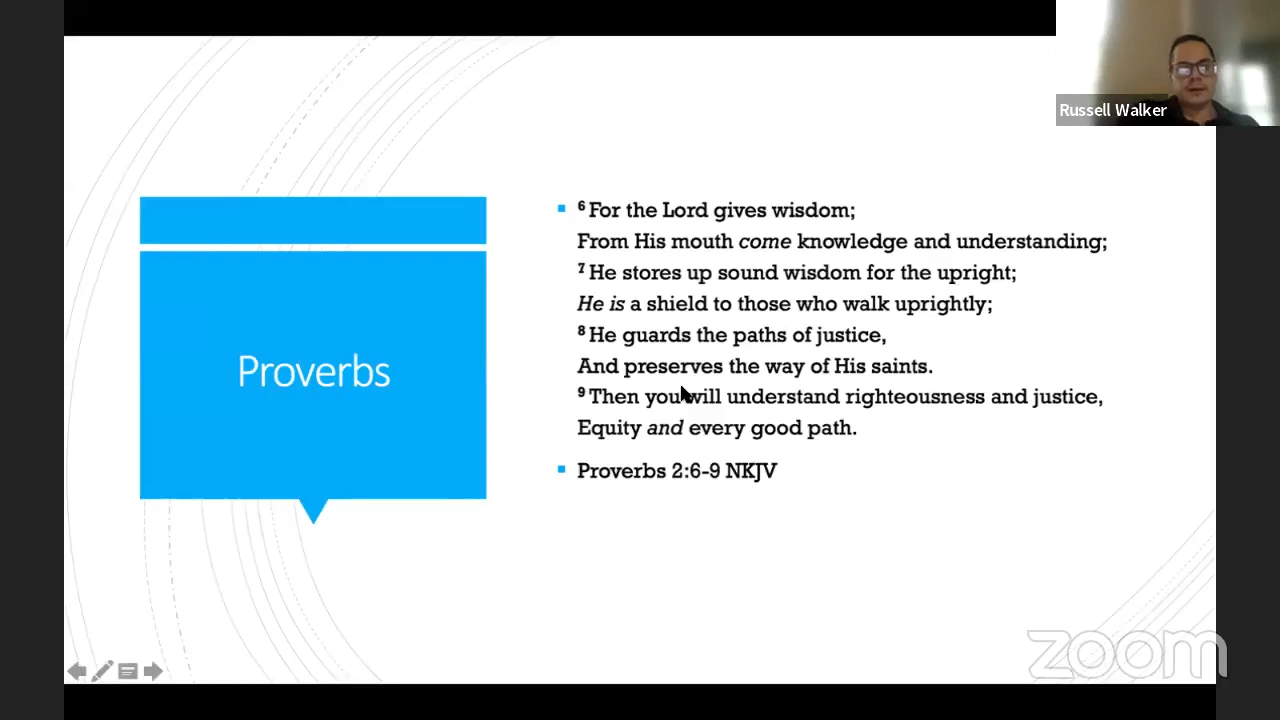 Russell Walker
Proverbs
⁶ For the Lord gives wisdom;
From His mouth come knowledge and understanding;
⁷ He stores up sound wisdom for the upright;
He is a shield to those who walk uprightly;
⁸ He guards the paths of justice,
And preserves the way of His saints.
⁹ Then you will understand righteousness and justice,
Equity and every good path.
Proverbs 2:6-9 NKJV
zoom